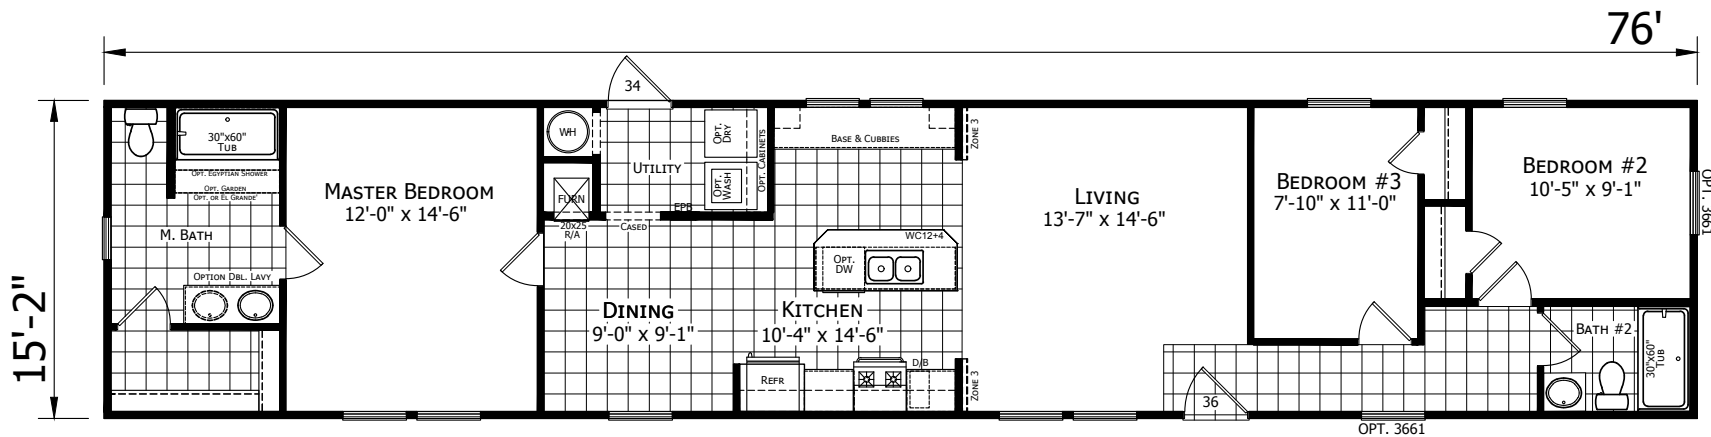 76'
15'-2"
34
30"x60"
TUB
OPT. EGYPTIAN SHOWER
OPT. GARDEN
OPT. OR EL GRANDE'
M. BATH
OPTION DBL. LAVY
MASTER BEDROOM
12'-0" x 14'-6"
WH
FURN
20x25
R/A
UTILITY
OPT.
DRY
OPT.
WASH
OPT. CABINETS
EPB
CASED
BASE & CUBBIES
ZONE 3
DINING
9'-0" x 9'-1"
WC12+4
OPT.
DW
KITCHEN
10'-4" x 14'-6"
REFR
D/B
ZONE 3
LIVING
13'-7" x 14'-6"
36
BEDROOM #3
7'-10" x 11'-0"
BEDROOM #2
10'-5" x 9'-1"
OPT. 3661
BATH #2
30"x60"
TUB
OPT. 3661